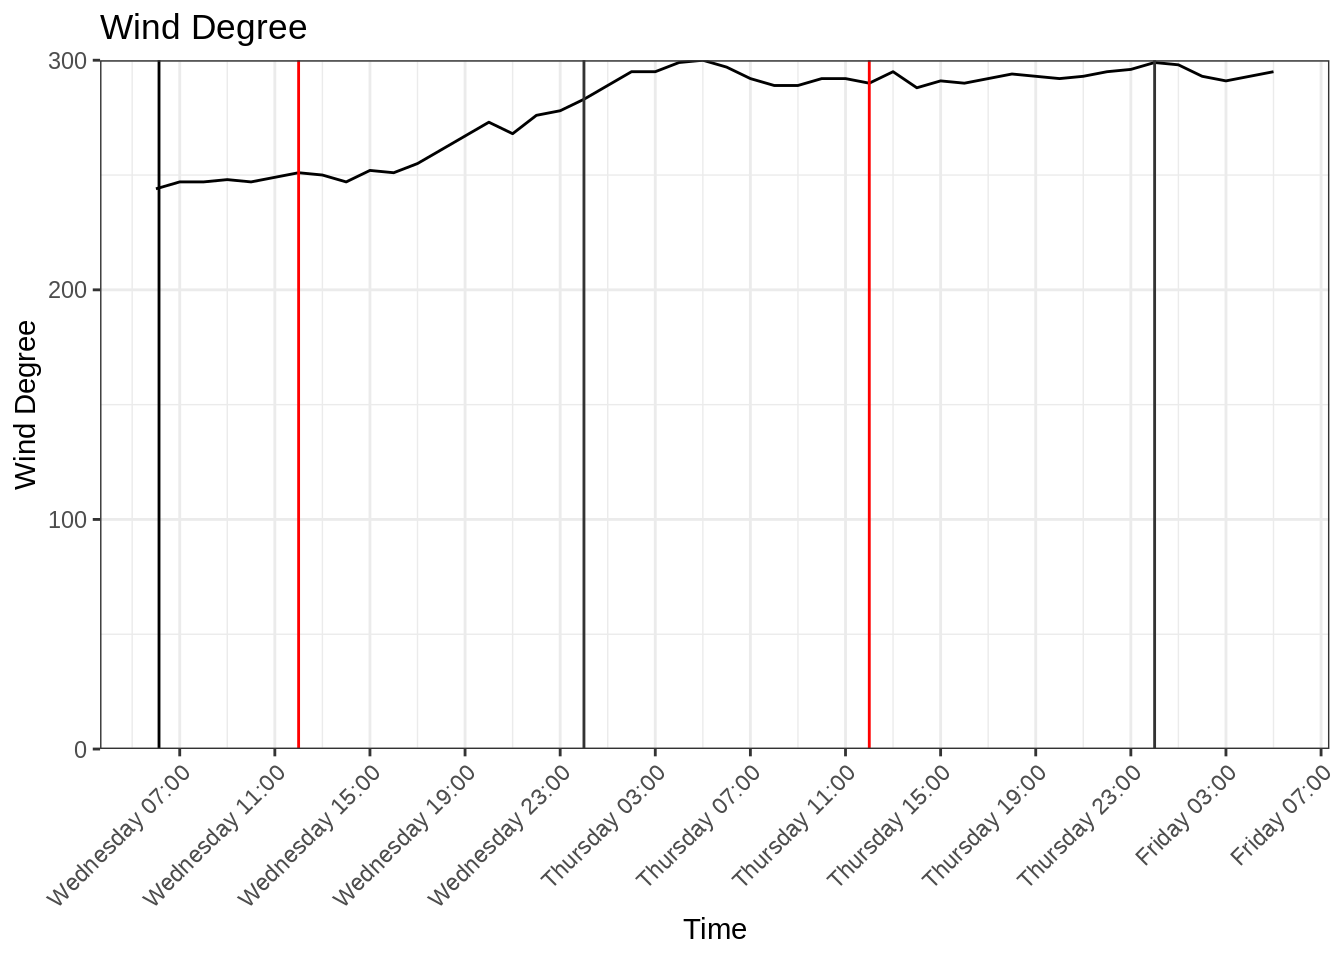 Wind Degree
300
200
100
0
Wind Degree
Wednesday 07:00
Wednesday 11:00
Wednesday 15:00
Wednesday 19:00
Wednesday 23:00
Thursday 03:00
Thursday 07:00
Thursday 11:00
Thursday 15:00
Thursday 19:00
Thursday 23:00
Friday 03:00
Friday 07:00
Time